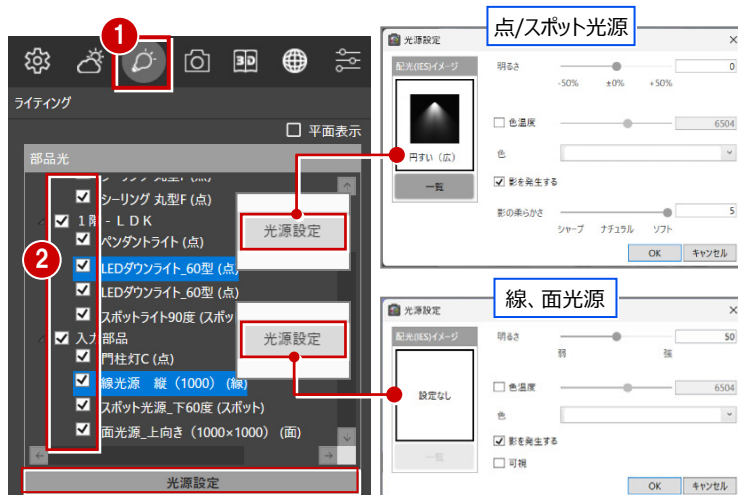 1
3D
ライティング
平面表示
部品光
シーリング 丸型F (点)
1階 - LDK
ペンダントライト (点)
LEDダウンライト_60型 (点)
LEDダウンライト_60型 (点)
スポットライト90度 (スポッ
入力部品
門柱灯C (点)
線光源 縦（1000） (線)
スポット光源_下60度 (スポット)
面光源_上向き（1000×1000） (面)
光源設定
2
光源設定
光源設定
点/スポット光源
光源設定
配光(IES)イメージ
円すい（広）
一覧
明るさ
0
-50% ±0% +50%
色温度
6504
色
影を発生する
影の柔らかさ
5
シャープ ナチュラル ソフト
OK キャンセル
線、面光源
光源設定
配光(IES)イメージ
設定なし
一覧
明るさ
50
弱 強
色温度
6504
色
影を発生する
可視
OK キャンセル